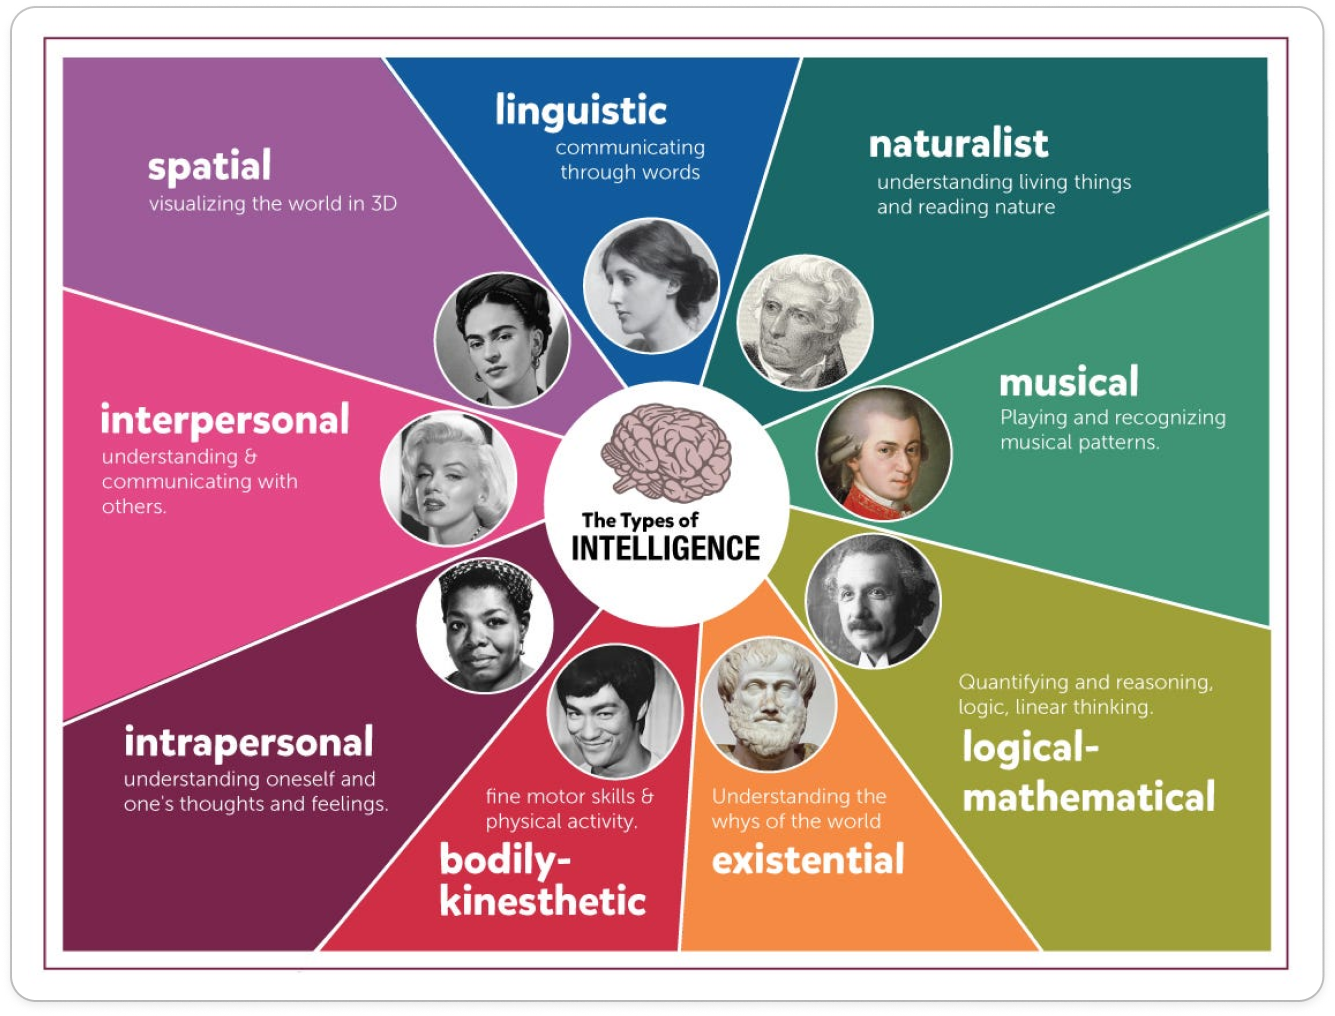 linguistic
communicating
through words
naturalist
understanding living things
and reading nature
spatial
visualizing the world in 3D
musical
Playing and recognizing
musical patterns.
interpersonal
understanding &
communicating with
others.
The Types of
INTELLIGENCE
Quantifying and reasoning,
logic, linear thinking.
logical-
mathematical
intrapersonal
understanding oneself and
one's thoughts and feelings.
fine motor skills &
physical activity.
bodily-
kinesthetic
Understanding the
whys of the world
existential